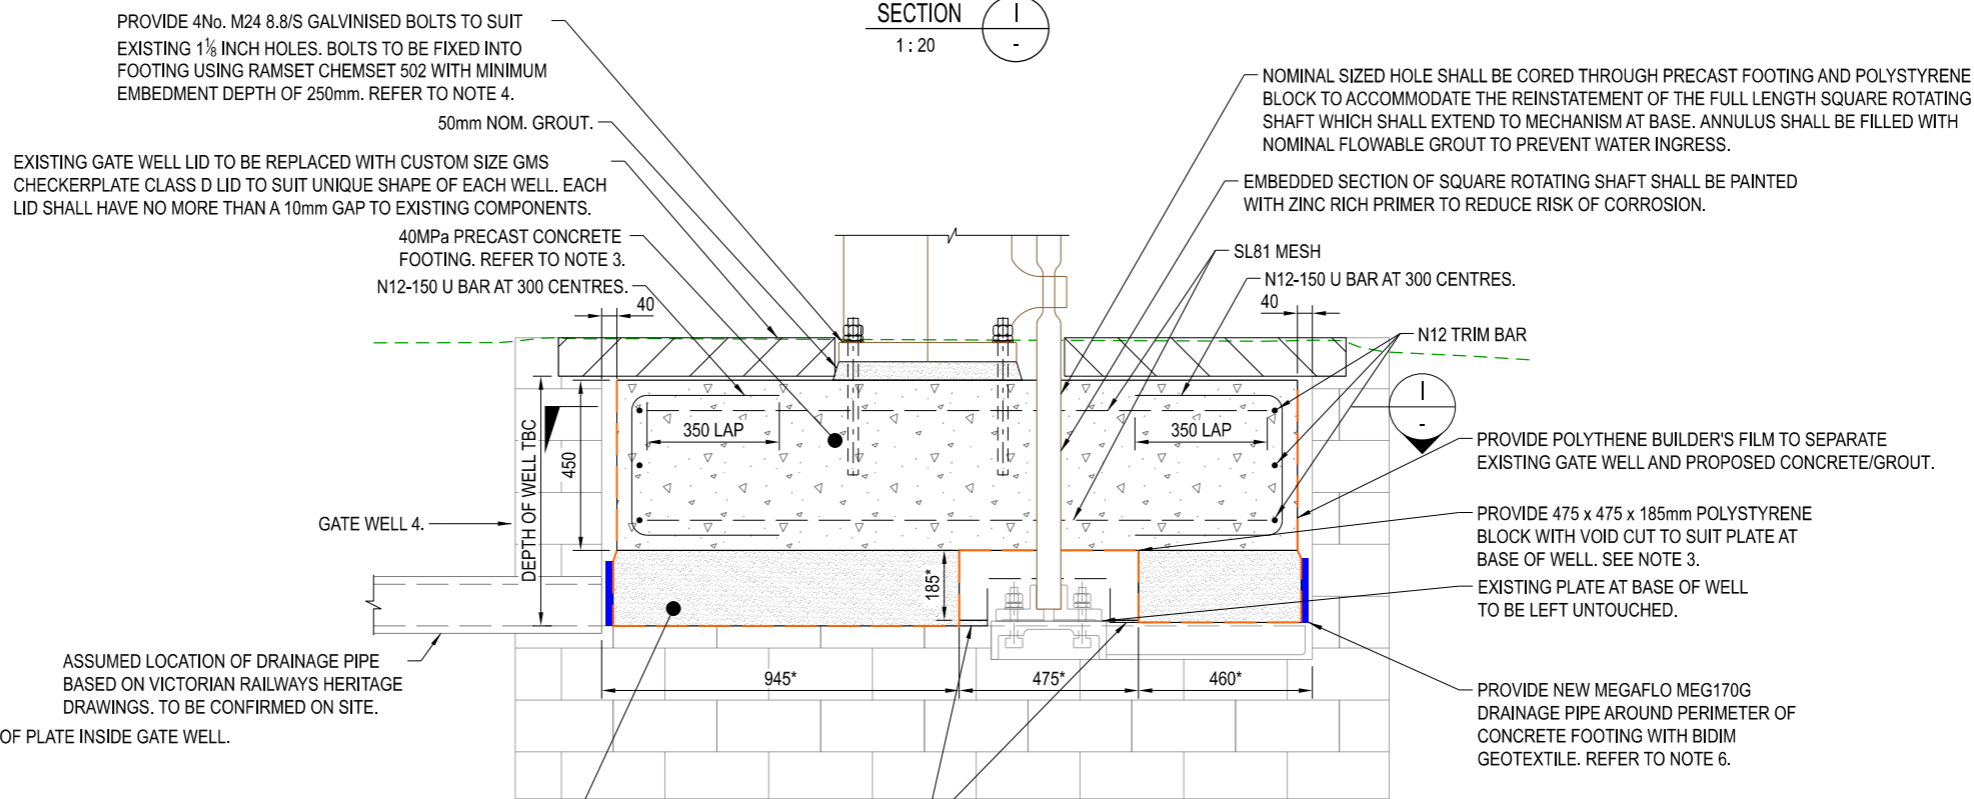 SECTION
1 : 20
I
-
PROVIDE 4No. M24 8.8/S GALVINISED BOLTS TO SUIT
EXISTING 1⅛ INCH HOLES. BOLTS TO BE FIXED INTO
FOOTING USING RAMSET CHEMSET 502 WITH MINIMUM
EMBEDMENT DEPTH OF 250mm. REFER TO NOTE 4.
50mm NOM. GROUT.
EXISTING GATE WELL LID TO BE REPLACED WITH CUSTOM SIZE GMS
CHECKERPLATE CLASS D LID TO SUIT UNIQUE SHAPE OF EACH WELL. EACH
LID SHALL HAVE NO MORE THAN A 10mm GAP TO EXISTING COMPONENTS.
40MPa PRECAST CONCRETE
FOOTING. REFER TO NOTE 3.
N12-150 U BAR AT 300 CENTRES.
40
NOMINAL SIZED HOLE SHALL BE CORED THROUGH PRECAST FOOTING AND POLYSTYRENE
BLOCK TO ACCOMMODATE THE REINSTATEMENT OF THE FULL LENGTH SQUARE ROTATING
SHAFT WHICH SHALL EXTEND TO MECHANISM AT BASE. ANNULUS SHALL BE FILLED WITH
NOMINAL FLOWABLE GROUT TO PREVENT WATER INGRESS.
EMBEDDED SECTION OF SQUARE ROTATING SHAFT SHALL BE PAINTED
WITH ZINC RICH PRIMER TO REDUCE RISK OF CORROSION.
SL81 MESH
N12-150 U BAR AT 300 CENTRES.
40
N12 TRIM BAR
I
-
350 LAP
350 LAP
DEPTH OF WELL TBC
450
185*
GATE WELL 4.
PROVIDE POLYTHENE BUILDER'S FILM TO SEPARATE
EXISTING GATE WELL AND PROPOSED CONCRETE/GROUT.
PROVIDE 475 x 475 x 185mm POLYSTYRENE
BLOCK WITH VOID CUT TO SUIT PLATE AT
BASE OF WELL. SEE NOTE 3.
EXISTING PLATE AT BASE OF WELL
TO BE LEFT UNTOUCHED.
ASSUMED LOCATION OF DRAINAGE PIPE
BASED ON VICTORIAN RAILWAYS HERITAGE
DRAWINGS. TO BE CONFIRMED ON SITE.
945*
475*
460*
PROVIDE NEW MEGAFLO MEG170G
DRAINAGE PIPE AROUND PERIMETER OF
CONCRETE FOOTING WITH BIDIM
GEOTEXTILE. REFER TO NOTE 6.
OF PLATE INSIDE GATE WELL.